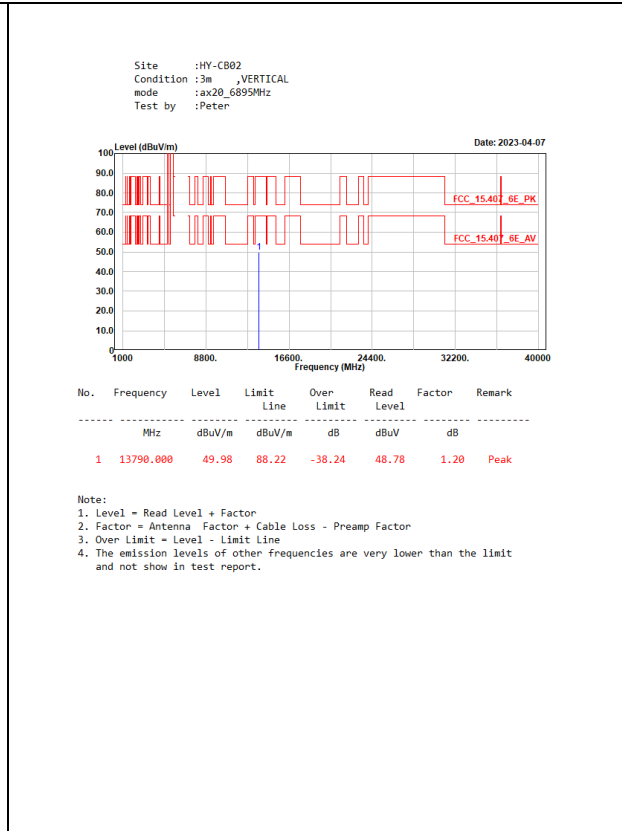 Site :HY-CB02
Condition :3m ,VERTICAL
mode :ax20_6895MHz
Test by :Peter
Level (dBuV/m)
Date: 2023-04-07
100
90.0
80.0
70.0
60.0
50.0
40.0
30.0
20.0
10.0
0
FCC_15.407_6E_PK
FCC_15.407_6E_AV
1
1000 8800. 16600. 24400. 32200. 40000
Frequency (MHz)
No. Frequency Level Limit Over Read Factor Remark
Line Limit Level
------ ----------- -------- --------- --------- --------- -------- ---------
MHz dBuV/m dBuV/m dB dBuV dB
1 13790.000 49.98 88.22 -38.24 48.78 1.20 Peak
Note:
1. Level = Read Level + Factor
2. Factor = Antenna Factor + Cable Loss - Preamp Factor
3. Over Limit = Level - Limit Line
4. The emission levels of other frequencies are very lower than the limit
and not show in test report.